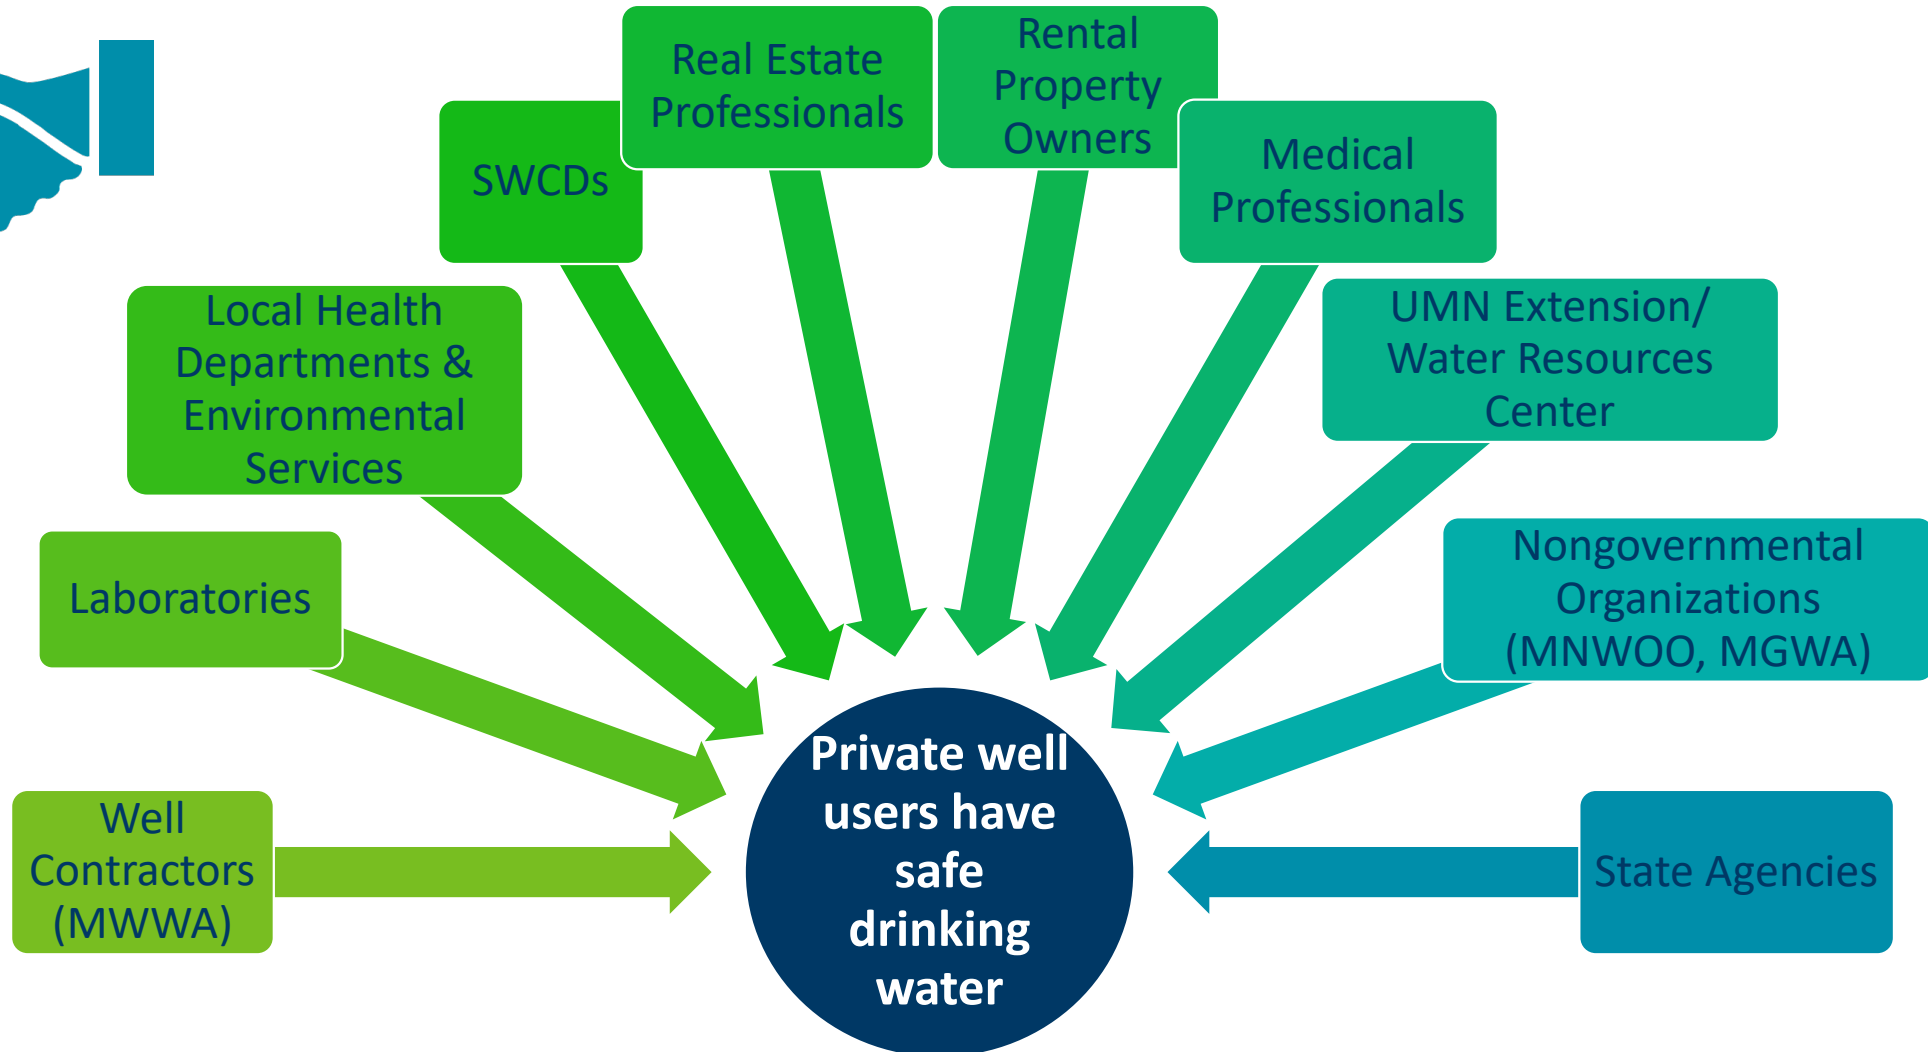 Real Estate
Professionals
Rental
Property
Owners
SWCDs
Medical
Professionals
Local Health
Departments &
Environmental
Services
UMN Extension/
Water Resources
Center
Laboratories
Nongovernmental
Organizations
(MNWOO, MGWA)
Well
Contractors
(MWWA)
State Agencies
Private well
users have
safe
drinking
water